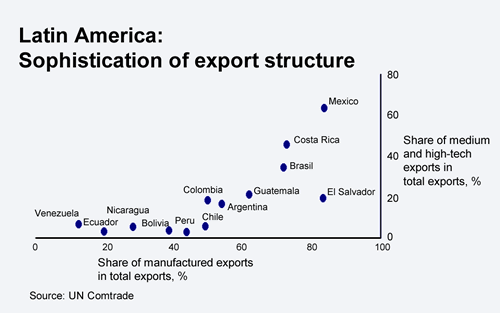 Latin America:
Sophistication of export structure
80
Mexico
60
Costa Rica
Share of medium
and high-tech
exports in
total exports, %
40
Brasil
Colombia
Guatemala
El Salvador
20
Argentina
Venezuela
Nicaragua
Ecuador
Bolivia
Peru
Chile
0
0
20
40
60
80
100
Share of manufactured exports
in total exports, %
Source: UN Comtrade